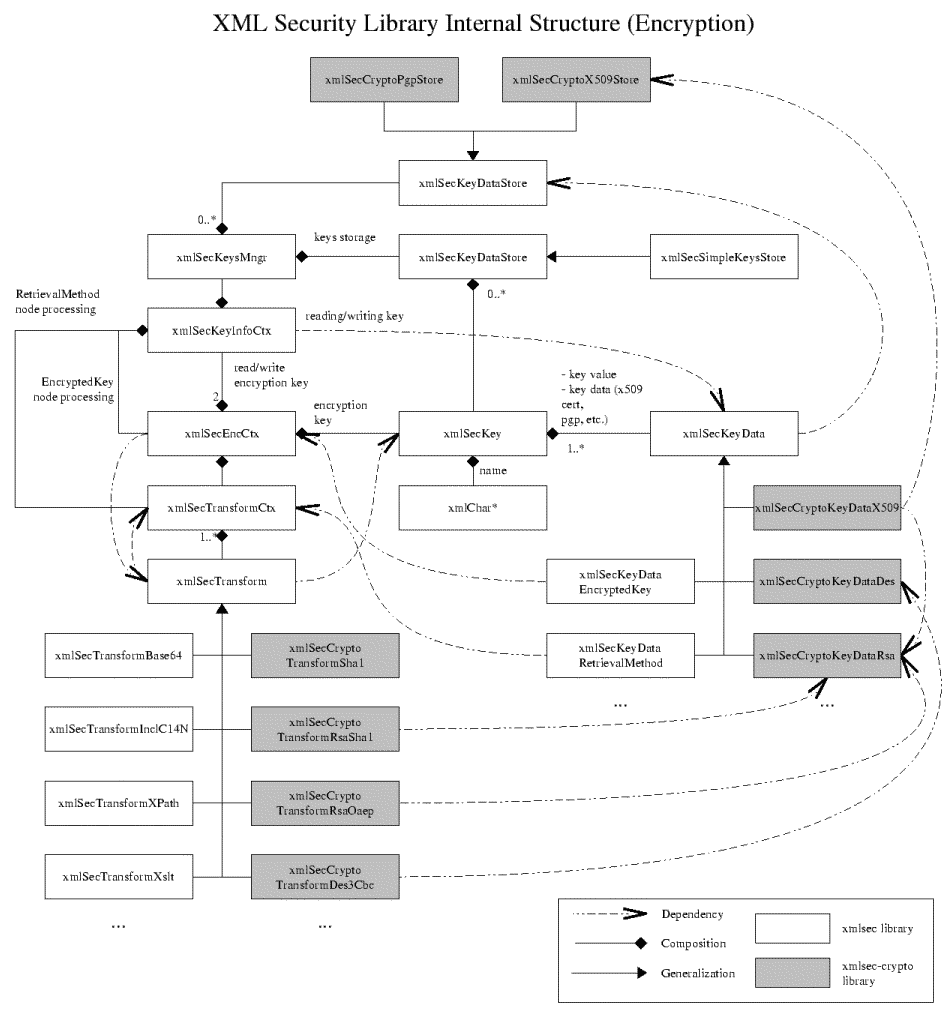 XML Security Library Internal Structure (Encryption)
xmlSecCryptoPgpStore
xmlSecCryptoX509Store
xmlSecKeyDataStore
0..*
xmlSecKeysMngr
keys storage
xmlSecKeyDataStore
xmlSecSimpleKeysStore
0..*
RetrievalMethod
node processing
xmlSecKeyInfoCtx
reading/writing key
EncryptedKey
node processing
read/write
encryption key
2
encryption
key
- key value
- key data (x509
cert,
pgp, etc.)
1..*
xmlSecEncCtx
xmlSecKey
xmlSecKeyData
name
xmlSecTransformCtx
xmlChar*
xmlSecCryptoKeyDataX509
1..*
xmlSecTransform
xmlSecKeyData
EncryptedKey
xmlSecCryptoKeyDataDes
xmlSecTransformBase64
xmlSecCrypto
TransformSha1
xmlSecKeyData
RetrievalMethod
xmlSecCryptoKeyDataRsa
...
...
xmlSecTransformInclC14N
xmlSecCrypto
TransformRsaSha1
xmlSecTransformXPath
xmlSecCrypto
TransformRsaOaep
xmlSecTransformXslt
xmlSecCrypto
TransformDes3Cbc
...
...
Dependency
Composition
Generalization
xmlsec library
xmlsec-crypto
library